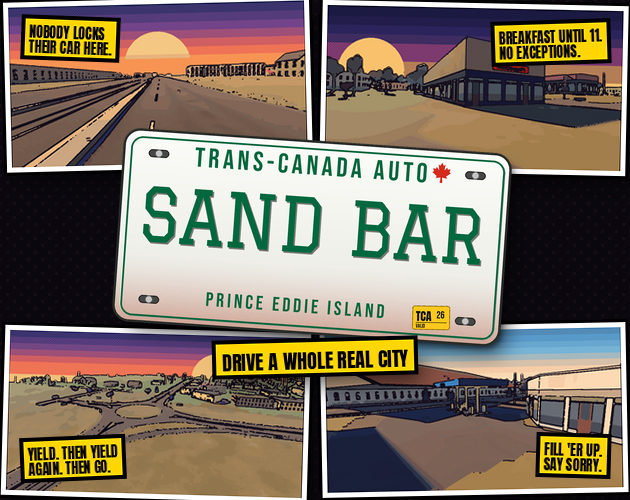 NOBODY LOCKS
THEIR CAR HERE.
BREAKFAST UNTIL 11.
NO EXCEPTIONS.
TRANS-CANADA AUTO
SAND BAR
PRINCE EDDIE ISLAND
TCA 26
VALID
DRIVE A WHOLE REAL CITY
YIELD. THEN YIELD
AGAIN. THEN GO.
FILL 'ER UP.
SAY SORRY.